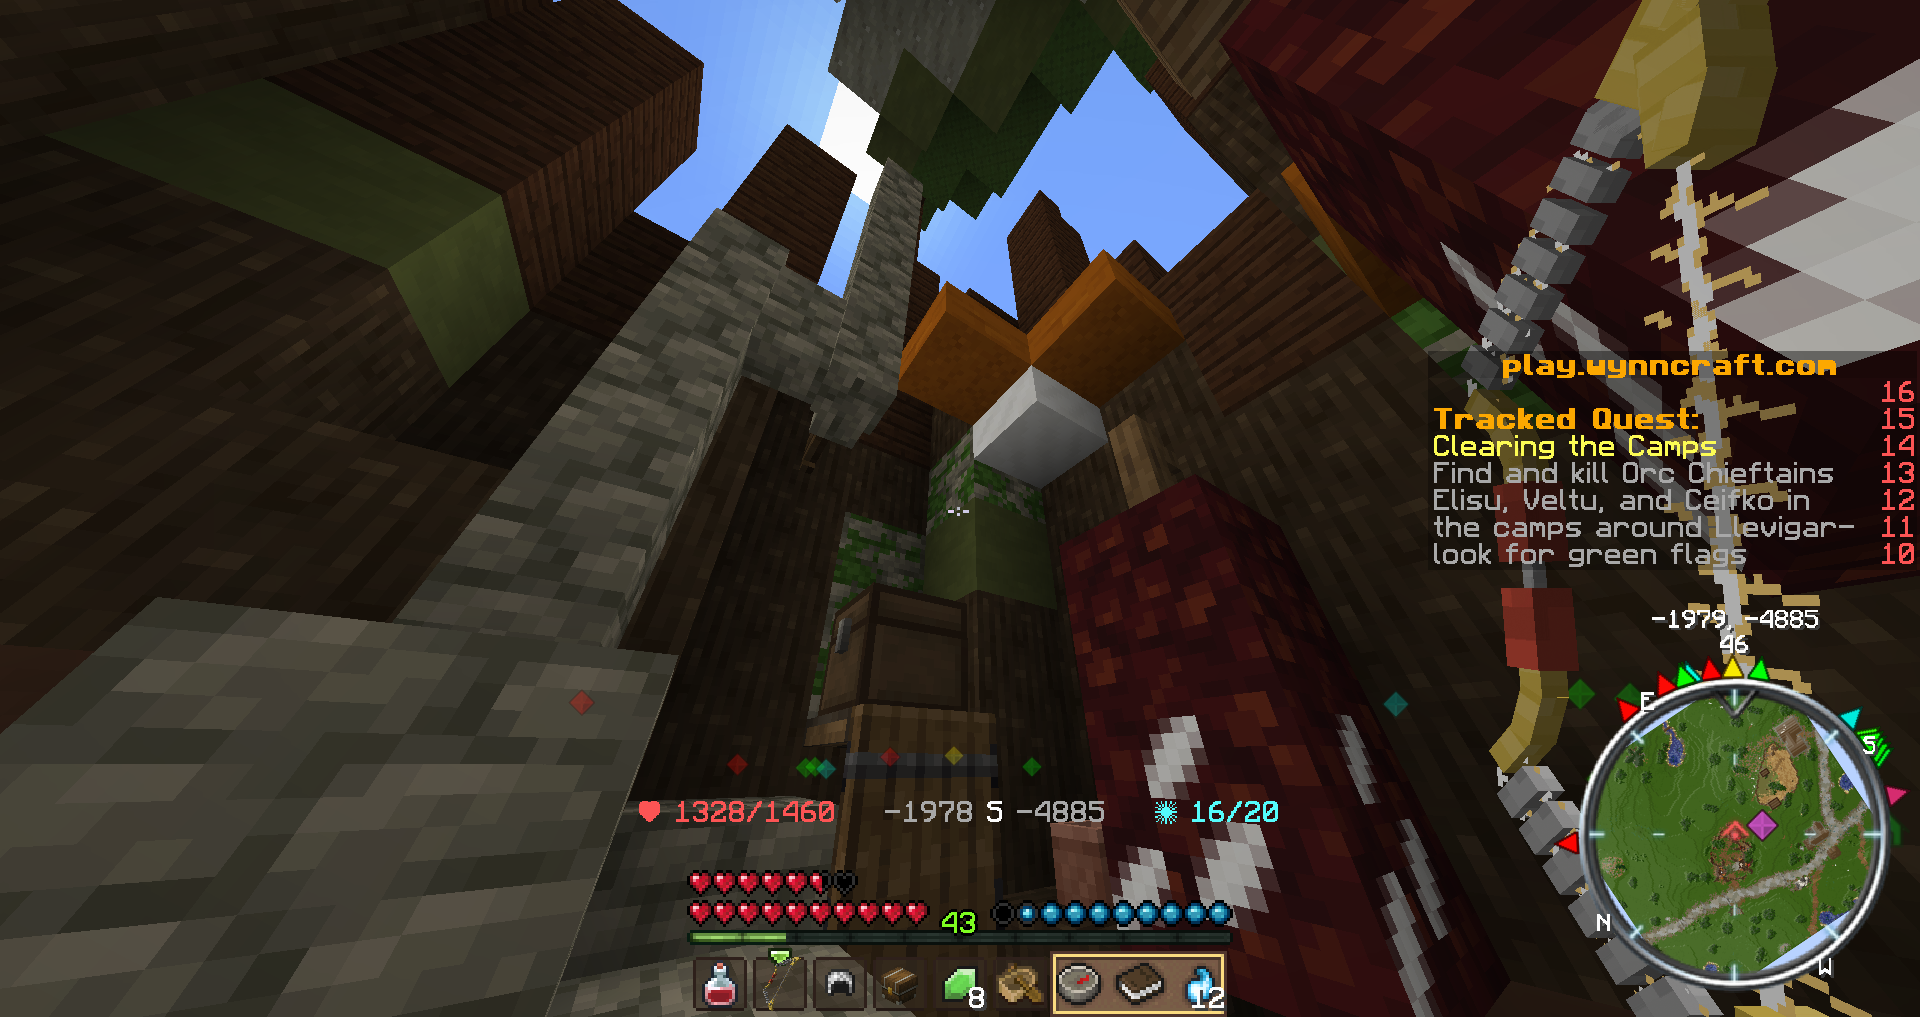 play.wynncraft.com
16
Tracked Quest: 15
Clearing the Camps 14
Find and kill Orc Chieftains 13
Elisu, Veltu, and Ceifko in 12
the camps around Llevigar- 11
look for green flags 10
-1979, -4885
46
E
S
N
W
1328/1460 -1978 S -4885 16/20
43
8
12